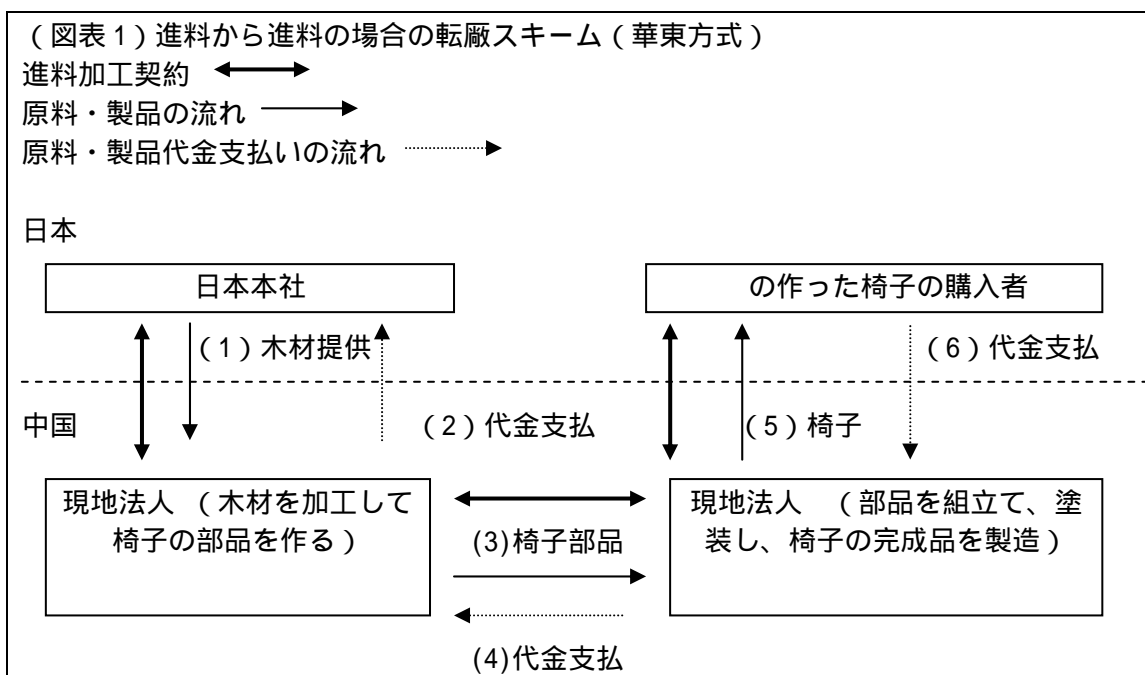 （図表1）進料から進料の場合の転厰スキーム（華東方式）
進料加工契約
原料・製品の流れ
原料・製品代金支払いの流れ
日本
日本本社
の作った椅子の購入者
（1）木材提供
（6）代金支払
中国
（2）代金支払
（5）椅子
現地法人 （木材を加工して
椅子の部品を作る）
(3)椅子部品
現地法人 （部品を組立て、塗
装し、椅子の完成品を製造）
(4)代金支払